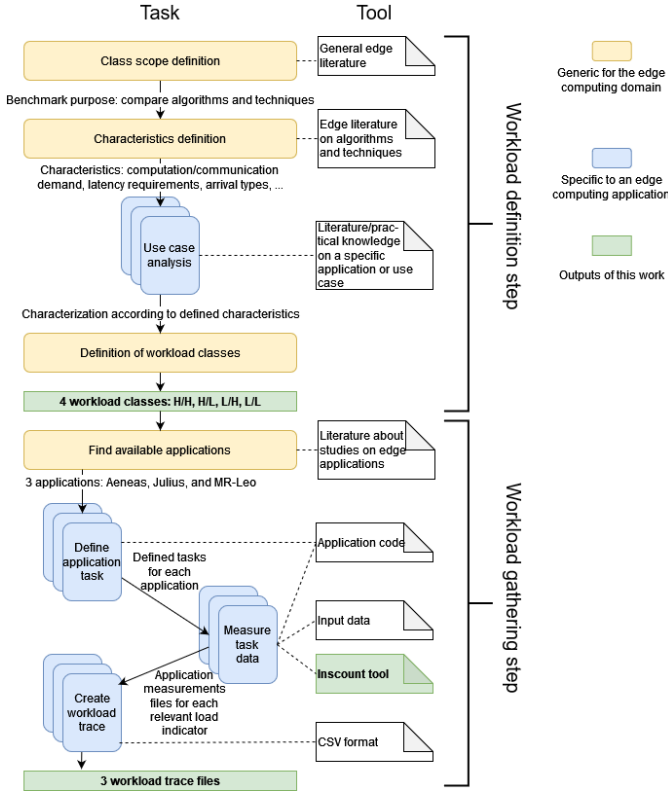 Task
Tool
Class scope definition
General edge
literature
Benchmark purpose: compare algorithms and techniques
Characteristics definition
Edge literature
on algorithms
and techniques
Characteristics: computation/communication
demand, latency requirements, arrival types, ...
Use case
analysis
Literature/prac-
tical knowledge
on a specific
application or use
case
Characterization according to defined characteristics
Definition of workload classes
4 workload classes: H/H, H/L, L/H, L/L
Workload definition step
Generic for the edge
computing domain
Specific to an edge
computing application
Outputs of this work
Find available applications
Literature about
studies on edge
applications
3 applications: Aeneas, Julius, and MR-Leo
Define
application
task
Application code
Defined tasks
for each
application
Measure
task
data
Input data
Inscount tool
Application
measurements
files for each
relevant load
indicator
Create
workload
trace
CSV format
3 workload trace files
Workload gathering step